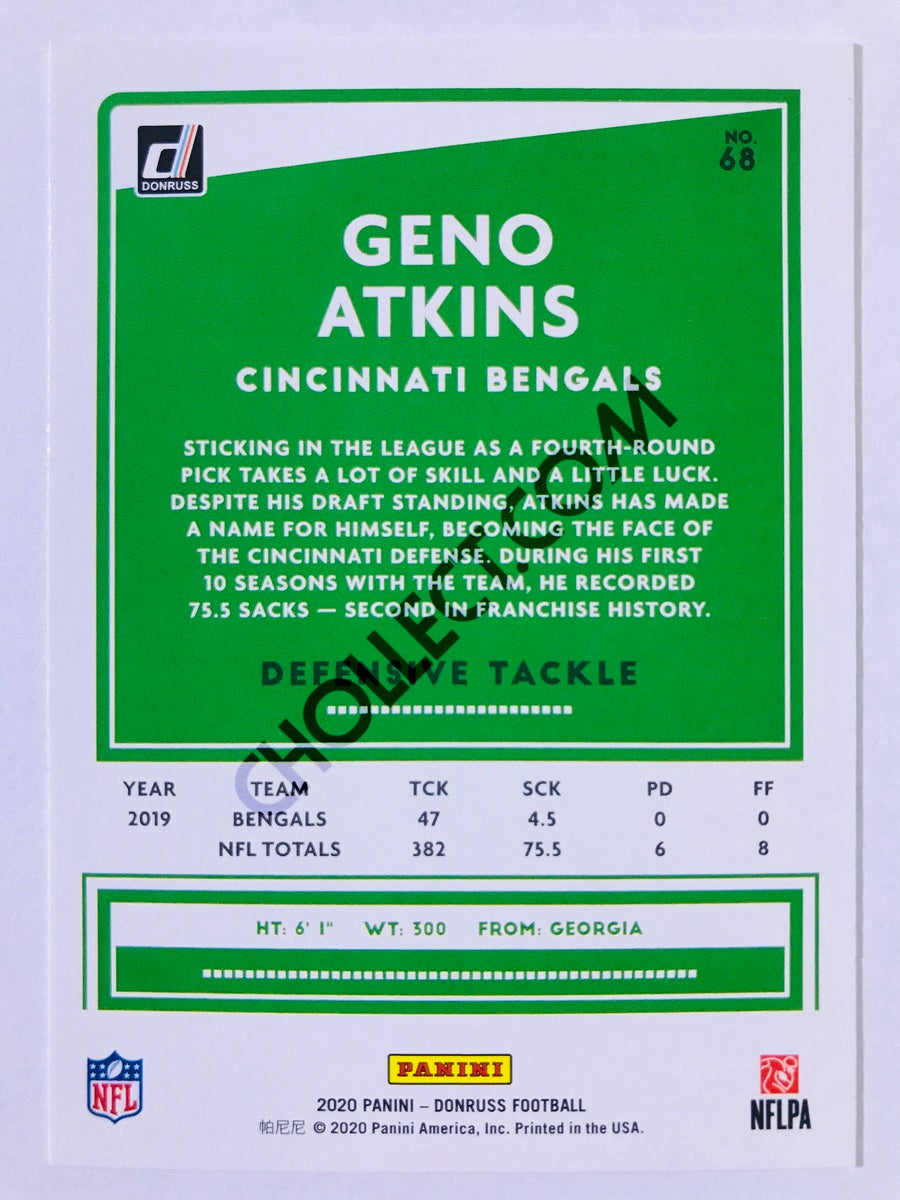 DONRUSS
NO.
68
GENO
ATKINS
CINCINNATI BENGALS
STICKING IN THE LEAGUE AS A FOURTH-ROUND
PICK TAKES A LOT OF SKILL AND A LITTLE LUCK.
DESPITE HIS DRAFT STANDING, ATKINS HAS MADE
A NAME FOR HIMSELF, BECOMING THE FACE OF
THE CINCINNATI DEFENSE. DURING HIS FIRST
10 SEASONS WITH THE TEAM, HE RECORDED
75.5 SACKS — SECOND IN FRANCHISE HISTORY.
DEFENSIVE TACKLE
CHOLLECT.COM
YEAR TEAM TCK SCK PD FF
2019 BENGALS 47 4.5 0 0
NFL TOTALS 382 75.5 6 8
HT: 6' 1" WT: 300 FROM: GEORGIA
NFL
PANINI
NFLPA
2020 PANINI – DONRUSS FOOTBALL
帕尼尼 © 2020 Panini America, Inc. Printed in the USA.